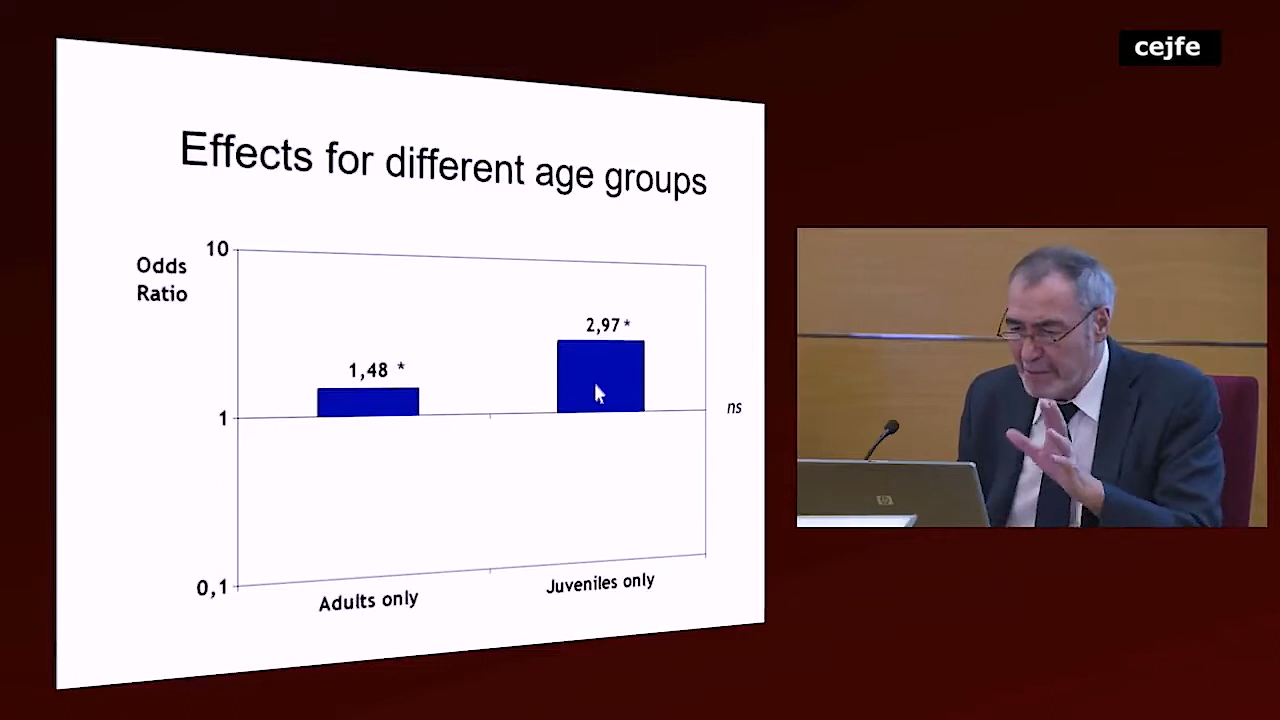 cejfe
Effects for different age groups
Odds
Ratio
10
1
0,1
1,48 *
2,97 *
ns
Adults only
Juveniles only
hp